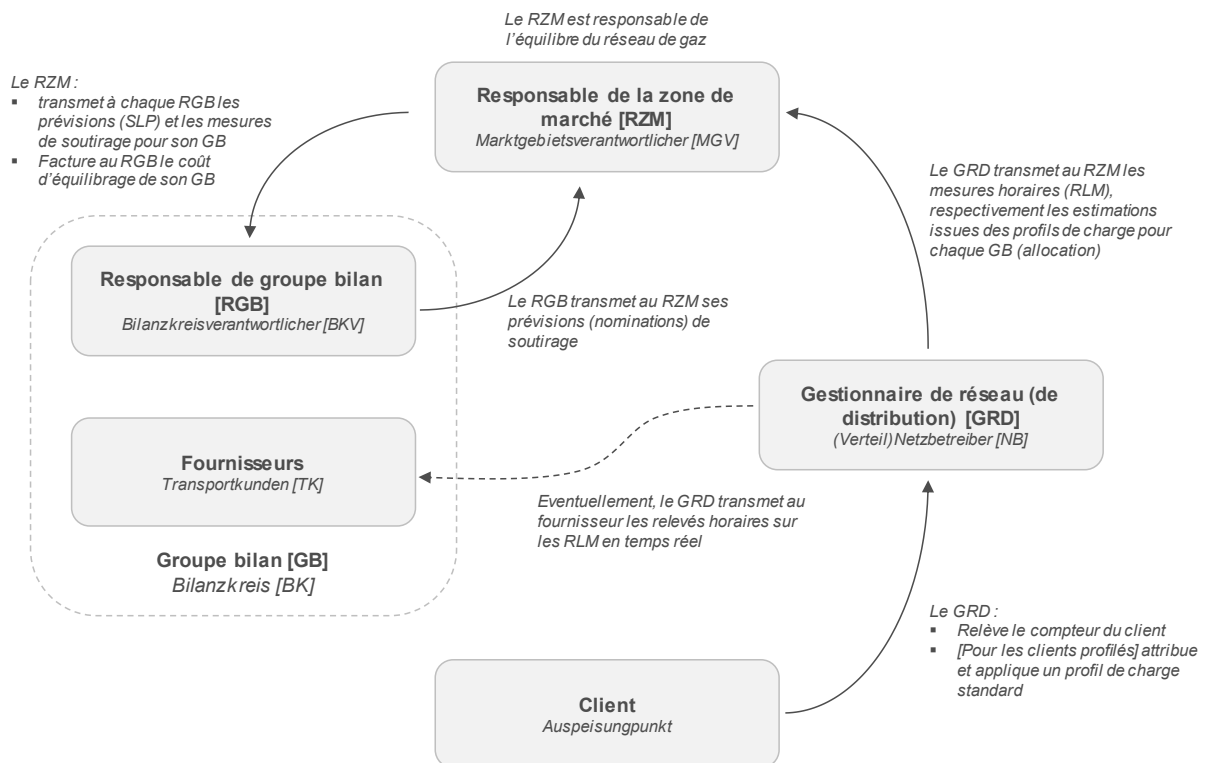 Le RZM est responsable de
l'équilibre du réseau de gaz
Le RZM :
▪ transmet à chaque RGB les
prévisions (SLP) et les mesures
de soutirage pour son GB
▪ Facture au RGB le coût
d'équilibrage de son GB
Responsable de la zone de
marché [RZM]
Marktgebietsverantwortlicher [MGV]
Le GRD transmet au RZM les
mesures horaires (RLM),
respectivement les estimations
issues des profils de charge pour
chaque GB (allocation)
Responsable de groupe bilan
[RGB]
Bilanzkreisverantwortlicher [BKV]
Le RGB transmet au RZM ses
prévisions (nominations) de
soutirage
Gestionnaire de réseau (de
distribution) [GRD]
(Verteil)Netzbetreiber [NB]
Fournisseurs
Transportkunden [TK]
Eventuellement, le GRD transmet au
fournisseur les relevés horaires sur
les RLM en temps réel
Groupe bilan [GB]
Bilanzkreis [BK]
Le GRD :
▪ Relève le compteur du client
▪ [Pour les clients profilés] attribue
et applique un profil de charge
standard
Client
Auspeisungpunkt